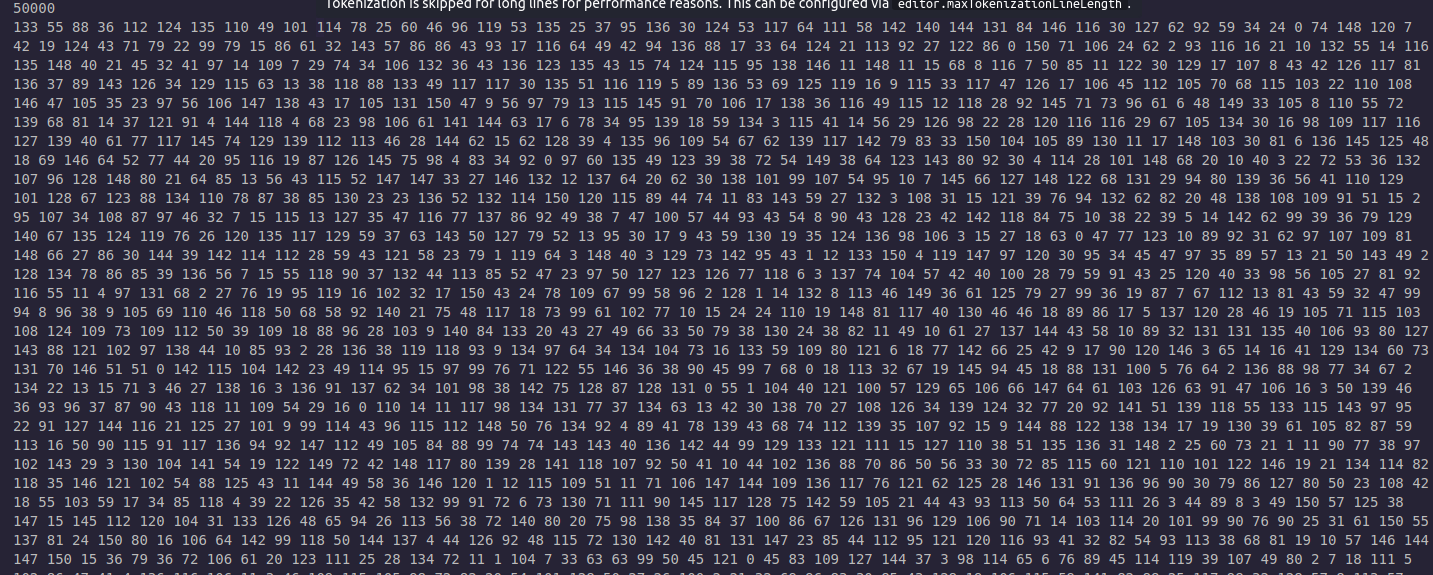 Tokenization is skipped for long lines for performance reasons. This can be configured via editor.maxTokenizationLineLength.
50000
133 55 88 36 112 124 135 110 49 101 114 78 25 60 46 96 119 53 135 25 37 95 136 30 124 53 117 64 111 58 142 140 144 131 84 146 116 30 127 62 92 59 34 24 0 74 148 120 7
42 19 124 43 71 79 22 99 79 15 86 61 32 143 57 86 86 43 93 17 116 64 49 42 94 136 88 17 33 64 124 21 113 92 27 122 86 0 150 71 106 24 62 2 93 116 16 21 10 132 55 14 116
135 148 40 21 45 32 41 97 14 109 7 29 74 34 106 132 36 43 136 123 135 43 15 74 124 115 95 138 146 11 148 11 15 68 8 116 7 50 85 11 122 30 129 17 107 8 43 42 126 117 81
136 37 89 143 126 34 129 115 63 13 38 118 88 133 49 117 117 30 135 51 116 119 5 89 136 53 69 125 119 16 9 115 33 117 47 126 17 106 45 112 105 70 68 115 103 22 110 108
146 47 105 35 23 97 56 106 147 138 43 17 105 131 150 47 9 56 97 79 13 115 145 91 70 106 17 138 36 116 49 115 12 118 28 92 145 71 73 96 61 6 48 149 33 105 8 110 55 72
139 68 81 14 37 121 91 4 144 118 4 68 23 98 106 61 141 144 63 17 6 78 34 95 139 18 59 134 3 115 41 14 56 29 126 98 22 28 120 116 116 29 67 105 134 30 16 98 109 117 116
127 139 40 61 77 117 145 74 129 139 112 113 46 28 144 62 15 62 128 39 4 135 96 109 54 67 62 139 117 142 79 83 33 150 104 105 89 130 11 17 148 103 30 81 6 136 145 125 48
18 69 146 64 52 77 44 20 95 116 19 87 126 145 75 98 4 83 34 92 0 97 60 135 49 123 39 38 72 54 149 38 64 123 143 80 92 30 4 114 28 101 148 68 20 10 40 3 22 72 53 36 132
107 96 128 148 80 21 64 85 13 56 43 115 52 147 147 33 27 146 132 12 137 64 20 62 30 138 101 99 107 54 95 10 7 145 66 127 148 122 68 131 29 94 80 139 36 56 41 110 129
101 128 67 123 88 134 110 78 87 38 85 130 23 23 136 52 132 114 150 120 115 89 44 74 11 83 143 59 27 132 3 108 31 15 121 39 76 94 132 62 82 20 48 138 108 109 91 51 15 2
95 107 34 108 87 97 46 32 7 15 115 13 127 35 47 116 77 137 86 92 49 38 7 47 100 57 44 93 43 54 8 90 43 128 23 42 142 118 84 75 10 38 22 39 5 14 142 62 99 39 36 79 129
140 67 135 124 119 76 26 120 135 117 129 59 37 63 143 50 127 79 52 13 95 30 17 9 43 59 130 19 35 124 136 98 106 3 15 27 18 63 0 47 77 123 10 89 92 31 62 97 107 109 81
148 66 27 86 30 144 39 142 114 112 28 59 43 121 58 23 79 1 119 64 3 148 40 3 129 73 142 95 43 1 12 133 150 4 119 147 97 120 30 95 34 45 47 97 35 89 57 13 21 50 143 49 2
128 134 78 86 85 39 136 56 7 15 55 118 90 37 132 44 113 85 52 47 23 97 50 127 123 126 77 118 6 3 137 74 104 57 42 40 100 28 79 59 91 43 25 120 40 33 98 56 105 27 81 92
116 55 11 4 97 131 68 2 27 76 19 95 119 16 102 32 17 150 43 24 78 109 67 99 58 96 2 128 1 14 132 8 113 46 149 36 61 125 79 27 99 36 19 87 7 67 112 13 81 43 59 32 47 99
94 8 96 38 9 105 69 110 46 118 50 68 58 92 140 21 75 48 117 18 73 99 61 102 77 10 15 24 24 110 19 148 81 117 40 130 46 46 18 89 86 17 5 137 120 28 46 19 105 71 115 103
108 124 109 73 109 112 50 39 109 18 88 96 28 103 9 140 84 133 20 43 27 49 66 33 50 79 38 130 24 38 82 11 49 10 61 27 137 144 43 58 10 89 32 131 131 135 40 106 93 80 127
143 88 121 102 97 138 44 10 85 93 2 28 136 38 119 118 93 9 134 97 64 34 134 104 73 16 133 59 109 80 121 6 18 77 142 66 25 42 9 17 90 120 146 3 65 14 16 41 129 134 60 73
131 70 146 51 51 0 142 115 104 142 23 49 114 95 15 97 99 76 71 122 55 146 36 38 90 45 99 7 68 0 18 113 32 67 19 145 94 45 18 88 131 100 5 76 64 2 136 88 98 77 34 67 2
134 22 13 15 71 3 46 27 138 16 3 136 91 137 62 34 101 98 38 142 75 128 87 128 131 0 55 1 104 40 121 100 57 129 65 106 66 147 64 61 103 126 63 91 47 106 16 3 50 139 46
36 93 96 37 87 90 43 118 11 109 54 29 16 0 110 14 11 117 98 134 131 77 37 134 63 13 42 30 138 70 27 108 126 34 139 124 32 77 20 92 141 51 139 118 55 133 115 143 97 95
22 91 127 144 116 21 125 27 101 9 99 114 43 96 115 112 148 50 76 134 92 4 89 41 78 139 43 68 74 112 139 35 107 92 15 9 144 88 122 138 134 17 19 130 39 61 105 82 87 59
113 16 50 90 115 91 117 136 94 92 147 112 49 105 84 88 99 74 74 143 143 40 136 142 44 99 129 133 121 111 15 127 110 38 51 135 136 31 148 2 25 60 73 21 1 11 90 77 38 97
102 143 29 3 130 104 141 54 19 122 149 72 42 148 117 80 139 28 141 118 107 92 50 41 10 44 102 136 88 70 86 50 56 33 30 72 85 115 60 121 110 101 122 146 19 21 134 114 82
118 35 146 121 102 54 88 125 43 11 144 49 58 36 146 120 1 12 115 109 51 11 71 106 147 144 109 136 117 76 121 62 125 28 146 131 91 136 96 90 30 79 86 127 80 50 23 108 42
18 55 103 59 17 34 85 118 4 39 22 126 35 42 58 132 99 91 72 6 73 130 71 111 90 145 117 128 75 142 59 105 21 44 43 93 113 50 64 53 111 26 3 44 89 8 3 49 150 57 125 38
147 15 145 112 120 104 31 133 126 48 65 94 26 113 56 38 72 140 80 20 75 98 138 35 84 37 100 86 67 126 131 96 129 106 90 71 14 103 114 20 101 99 90 76 90 25 31 61 150 55
137 81 24 150 80 16 106 64 142 99 118 50 144 137 4 44 126 92 48 115 72 130 142 40 81 131 147 23 85 44 112 95 121 120 116 93 41 32 82 54 93 113 38 68 81 19 10 57 146 144
147 150 15 36 79 36 72 106 61 20 123 111 25 28 134 72 11 1 104 7 33 63 63 99 50 45 121 0 45 83 109 127 144 37 3 98 114 65 6 76 89 45 114 119 39 107 49 80 2 7 18 111 5